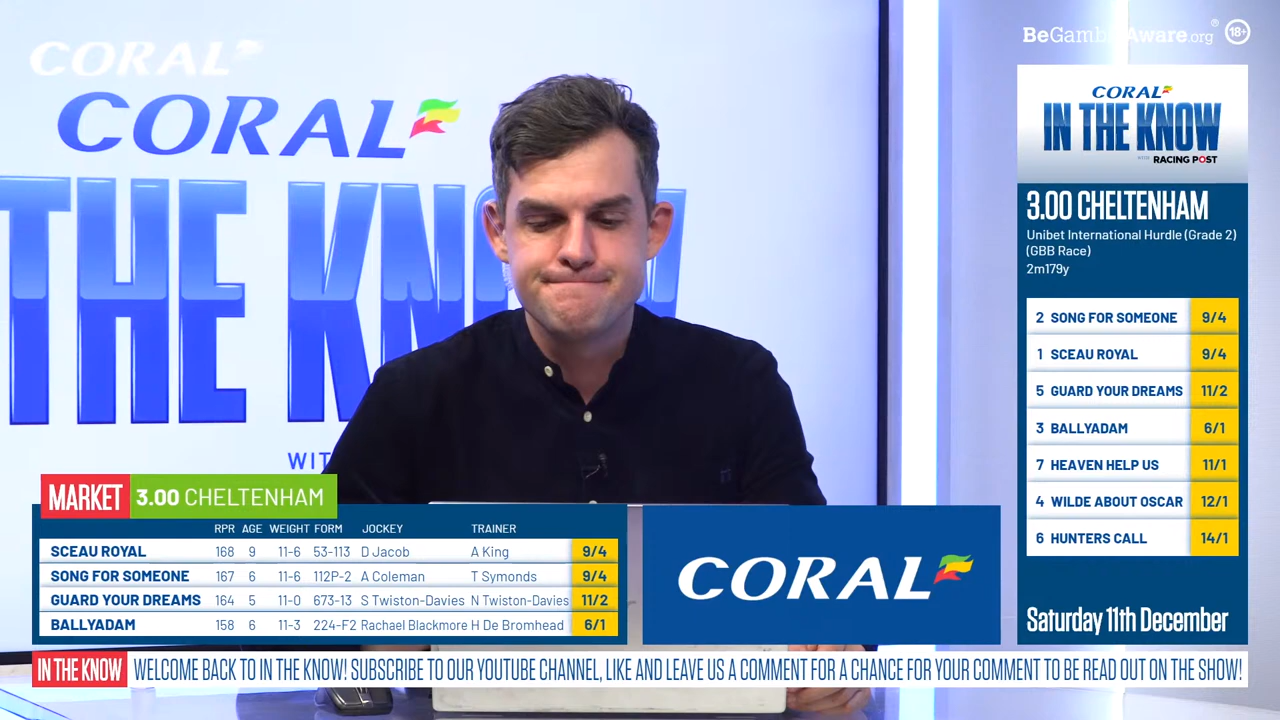 CORAL
BeGambleAware.org® 18+
CORAL
THE KNOW
WIT
CORAL
IN THE KNOW
WITH RACING POST
3.00 CHELTENHAM
Unibet International Hurdle (Grade 2)
(GBB Race)
2m179y
2 SONG FOR SOMEONE 9/4
1 SCEAU ROYAL 9/4
5 GUARD YOUR DREAMS 11/2
3 BALLYADAM 6/1
7 HEAVEN HELP US 11/1
4 WILDE ABOUT OSCAR 12/1
6 HUNTERS CALL 14/1
Saturday 11th December
MARKET 3.00 CHELTENHAM
RPR AGE WEIGHT FORM JOCKEY TRAINER
SCEAU ROYAL 168 9 11-6 53-113 D Jacob A King 9/4
SONG FOR SOMEONE 167 6 11-6 112P-2 A Coleman T Symonds 9/4
GUARD YOUR DREAMS 164 5 11-0 673-13 S Twiston-Davies N Twiston-Davies 11/2
BALLYADAM 158 6 11-3 224-F2 Rachael Blackmore H De Bromhead 6/1
CORAL
IN THE KNOW WELCOME BACK TO IN THE KNOW! SUBSCRIBE TO OUR YOUTUBE CHANNEL, LIKE AND LEAVE US A COMMENT FOR A CHANCE FOR YOUR COMMENT TO BE READ OUT ON THE SHOW!